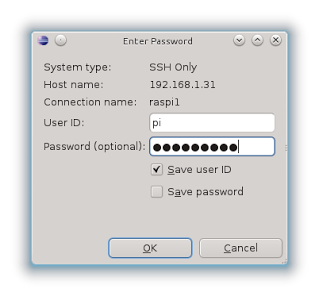 Enter Password
System type: SSH Only
Host name: 192.168.1.31
Connection name: raspi1
User ID: pi
Password (optional): ●●●●●●●●●
Save user ID
Save password
OK Cancel